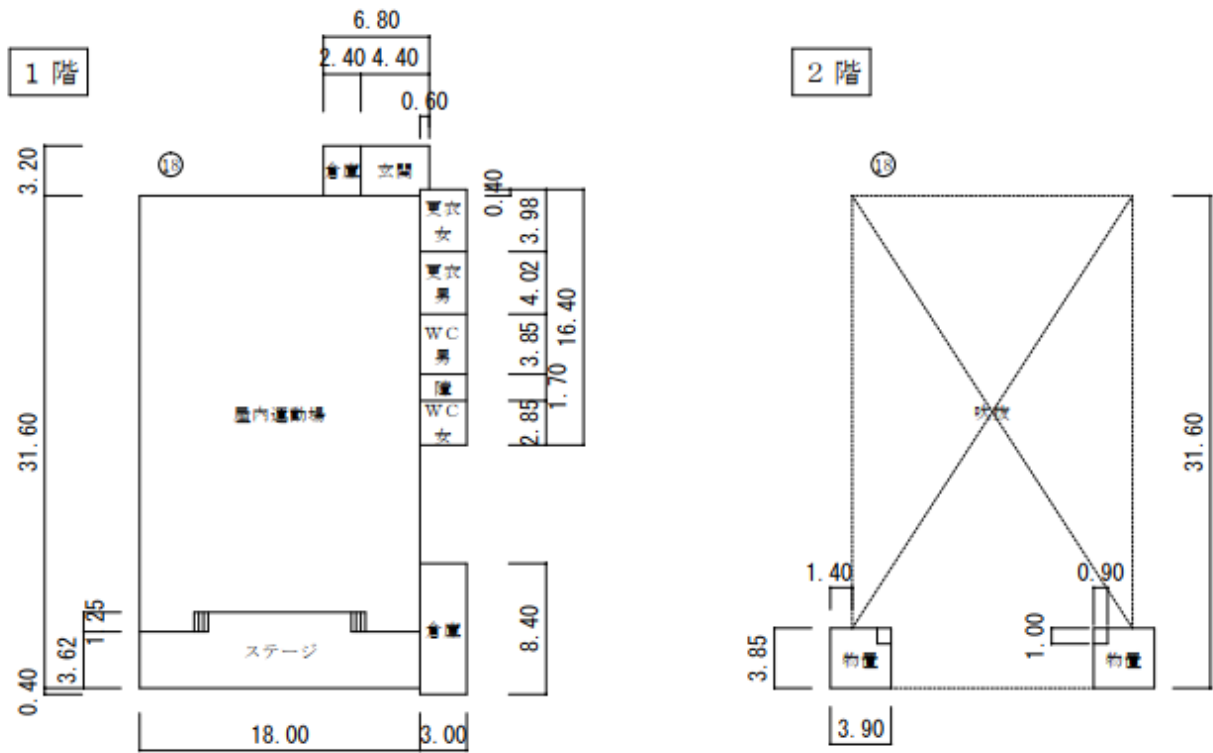 1 階
2 階
6.80
2.40
4.40
0.60
3.20
⑱
倉庫
玄関
0.40
更衣
女
3.98
更衣
男
4.02
16.40
WC
男
3.85
障
1.70
WC
女
2.85
屋内運動場
31.60
1.25
3.62
0.40
ステージ
倉庫
8.40
18.00
3.00
⑱
吹抜
31.60
1.40
0.90
1.00
3.85
物置
物置
3.90